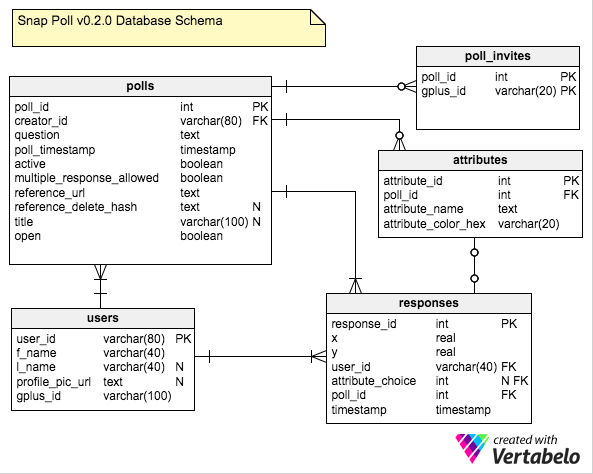 Snap Poll v0.2.0 Database Schema
poll_invites
poll_id int PK
gplus_id varchar(20) PK
polls
poll_id int PK
creator_id varchar(80) FK
question text
poll_timestamp timestamp
active boolean
multiple_response_allowed boolean
reference_url text
reference_delete_hash text N
title varchar(100) N
open boolean
attributes
attribute_id int PK
poll_id int FK
attribute_name text
attribute_color_hex varchar(20)
users
user_id varchar(80) PK
f_name varchar(40)
l_name varchar(40) N
profile_pic_url text N
gplus_id varchar(100)
responses
response_id int PK
x real
y real
user_id varchar(40) FK
attribute_choice int N FK
poll_id int FK
timestamp timestamp
created with
Vertabelo